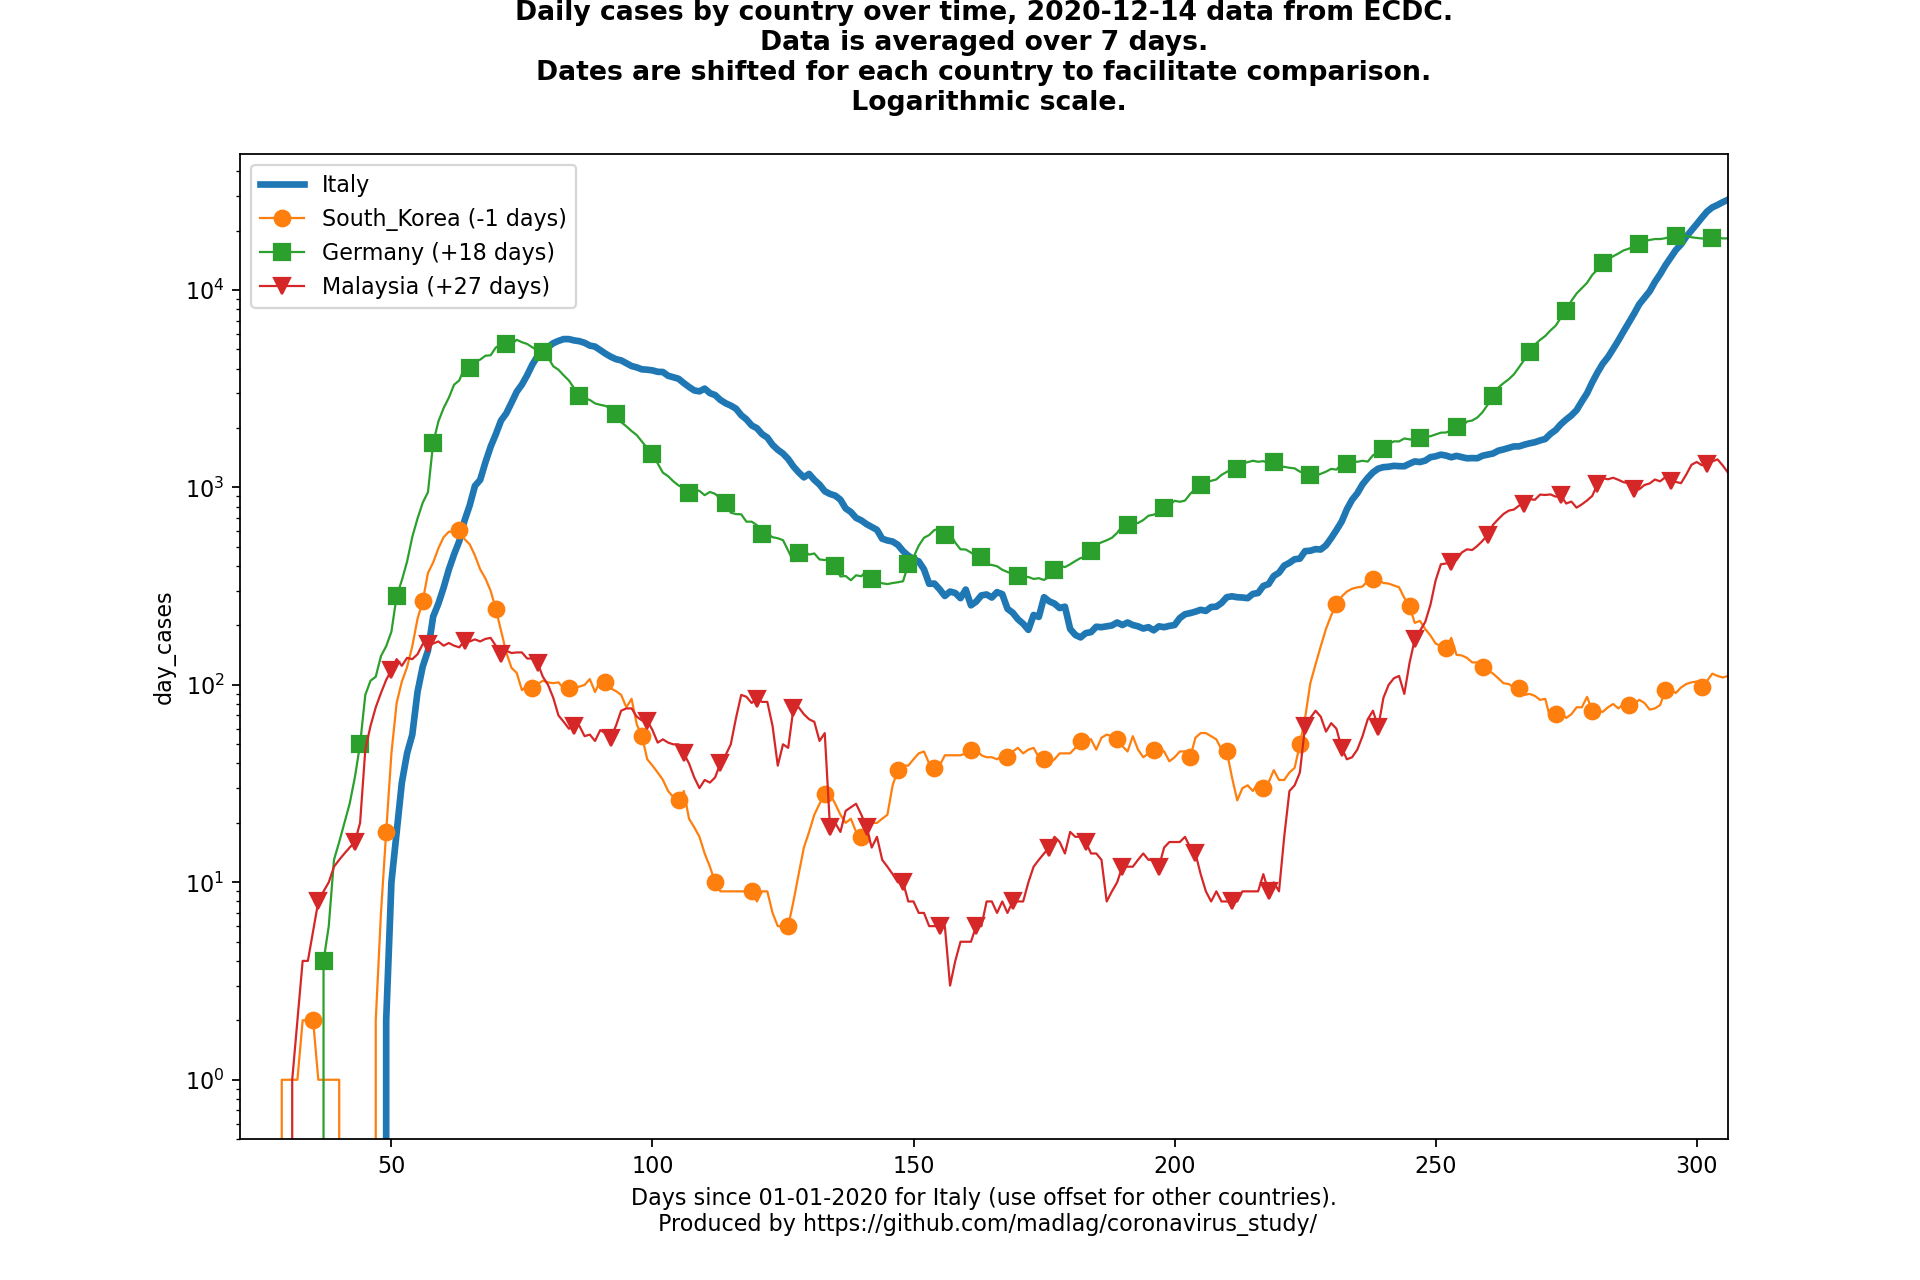 Daily cases by country over time, 2020-12-14 data from ECDC.
Data is averaged over 7 days.
Dates are shifted for each country to facilitate comparison.
Logarithmic scale.
Italy
South_Korea (-1 days)
Germany (+18 days)
Malaysia (+27 days)
10⁴
10³
10²
10¹
10⁰
day_cases
50 100 150 200 250 300
Days since 01-01-2020 for Italy (use offset for other countries).
Produced by https://github.com/madlag/coronavirus_study/